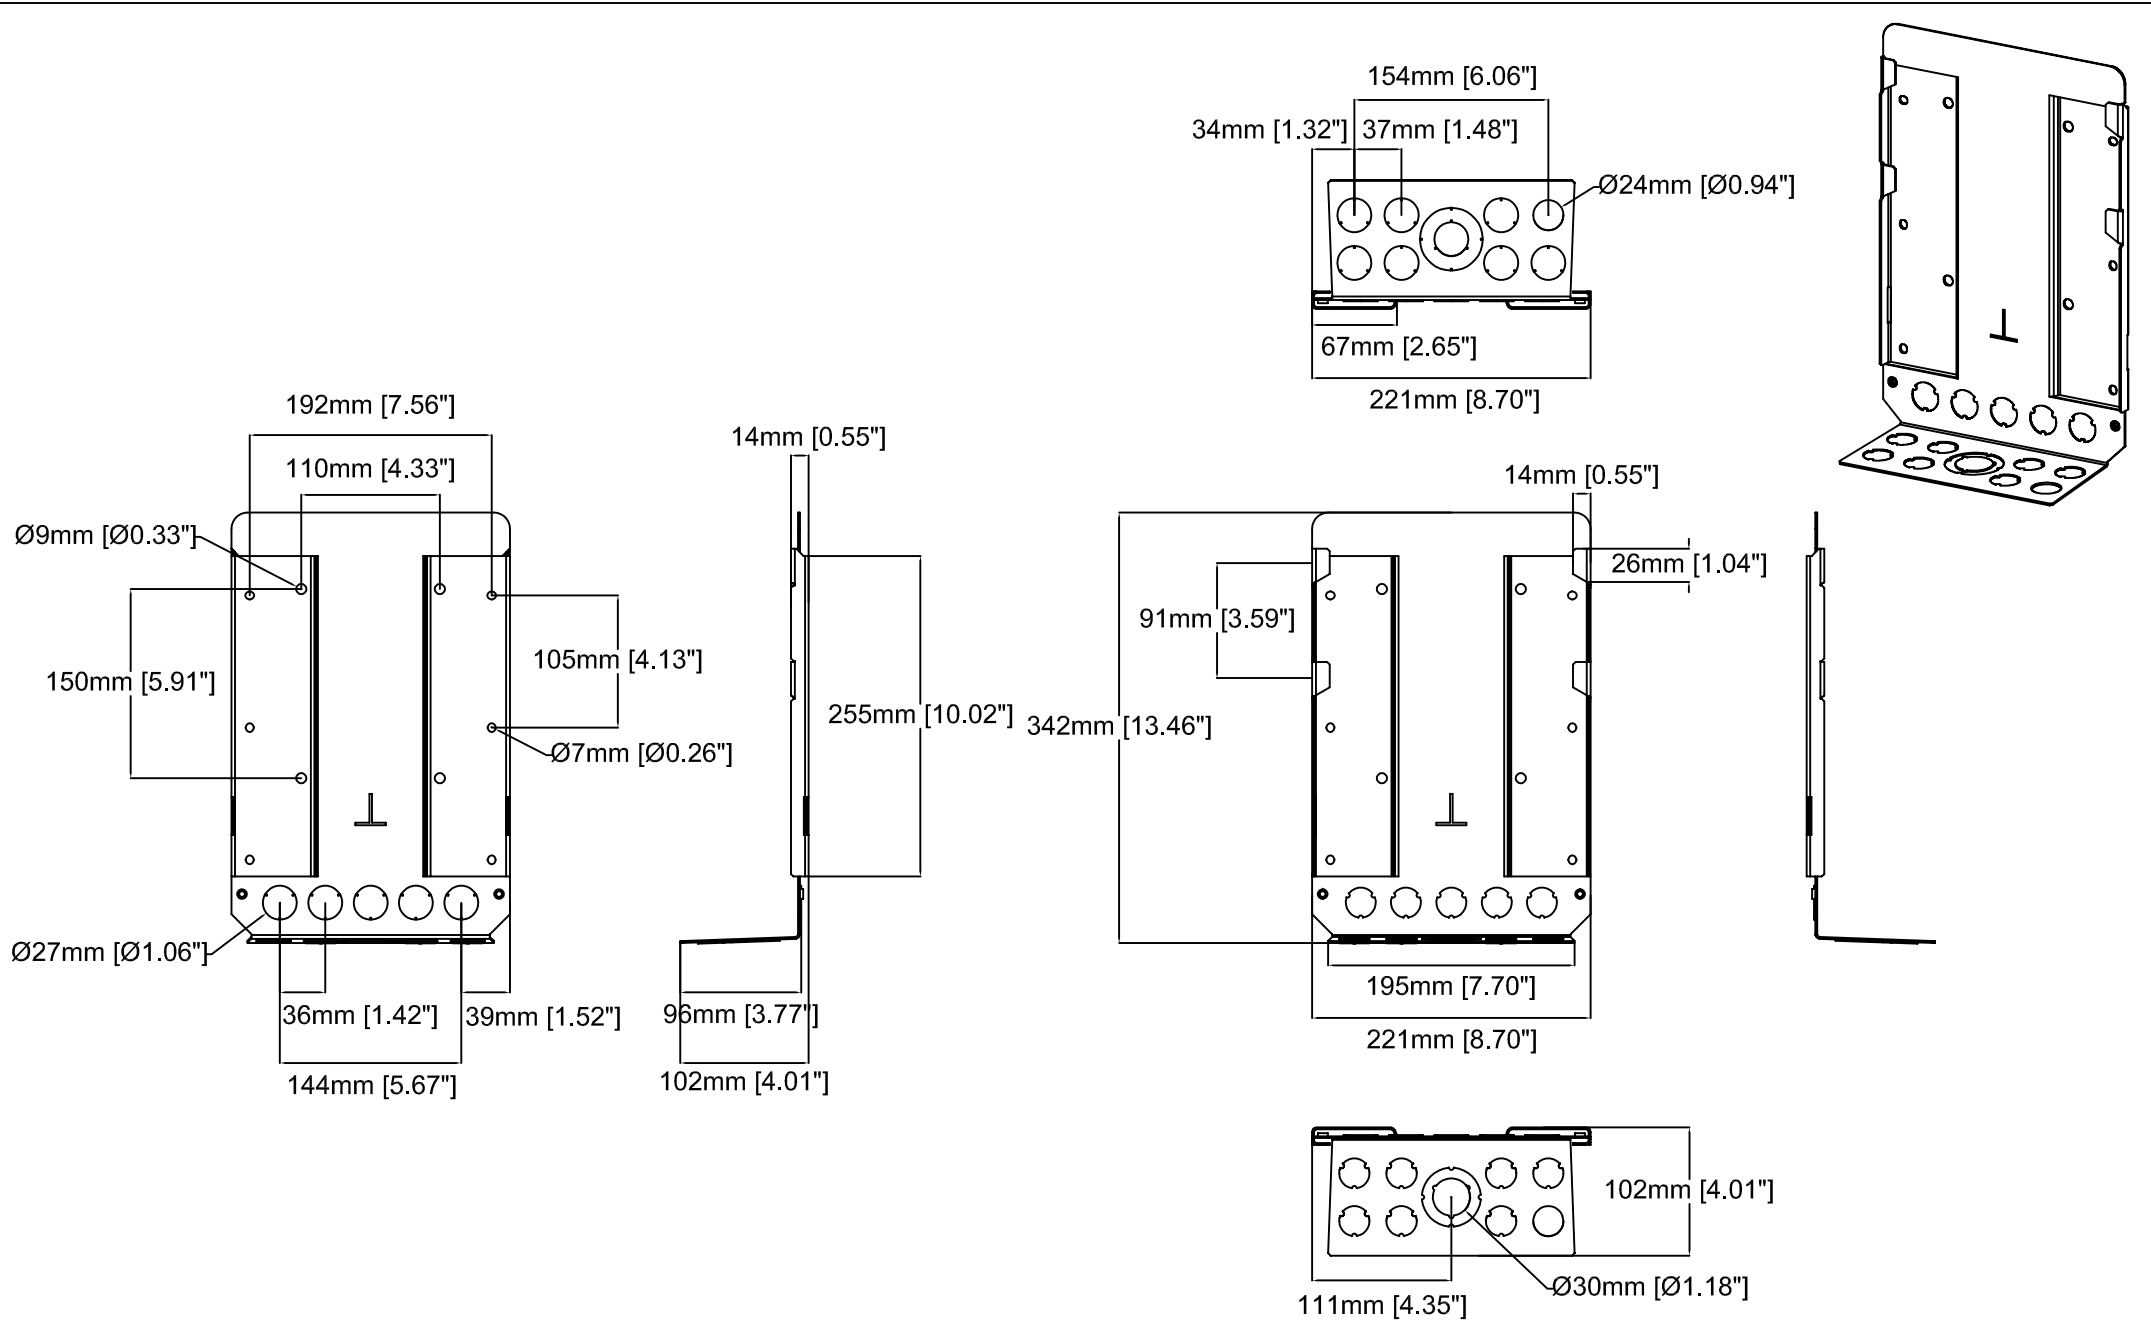 154mm [6.06"]
34mm [1.32"]
37mm [1.48"]
Ø24mm [Ø0.94"]
67mm [2.65"]
221mm [8.70"]
192mm [7.56"]
110mm [4.33"]
Ø9mm [Ø0.33"]
150mm [5.91"]
105mm [4.13"]
Ø7mm [Ø0.26"]
Ø27mm [Ø1.06"]
36mm [1.42"]
39mm [1.52"]
144mm [5.67"]
14mm [0.55"]
255mm [10.02"]
96mm [3.77"]
102mm [4.01"]
14mm [0.55"]
26mm [1.04"]
91mm [3.59"]
342mm [13.46"]
195mm [7.70"]
221mm [8.70"]
102mm [4.01"]
Ø30mm [Ø1.18"]
111mm [4.35"]